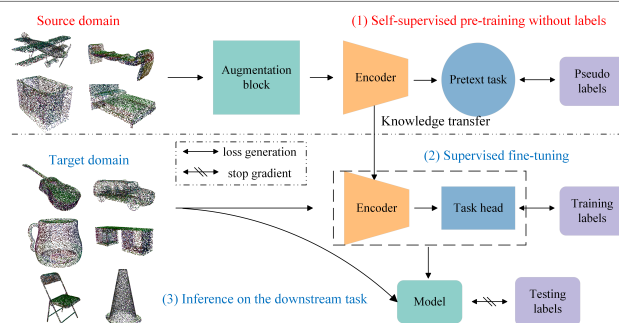 Source domain
(1) Self-supervised pre-training without labels
Augmentation
block
Encoder
Pretext task
Pseudo
labels
Knowledge transfer
Target domain
loss generation
stop gradient
(2) Supervised fine-tuning
Encoder
Task head
Training
labels
(3) Inference on the downstream task
Model
Testing
labels